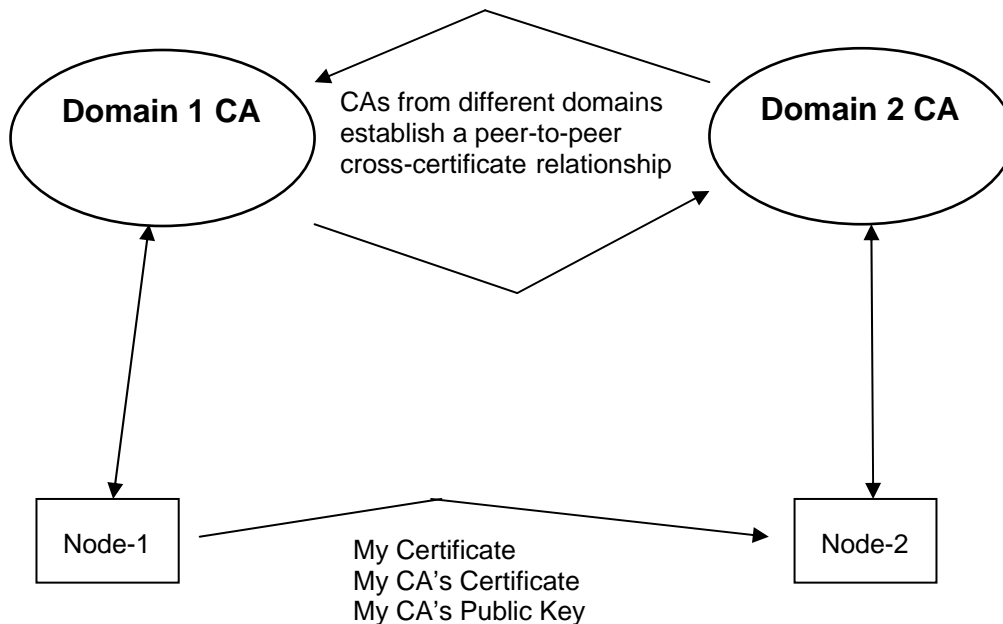 Domain 1 CA
CAs from different domains
establish a peer-to-peer
cross-certificate relationship
Domain 2 CA
Node-1
My Certificate
My CA's Certificate
My CA's Public Key
Node-2